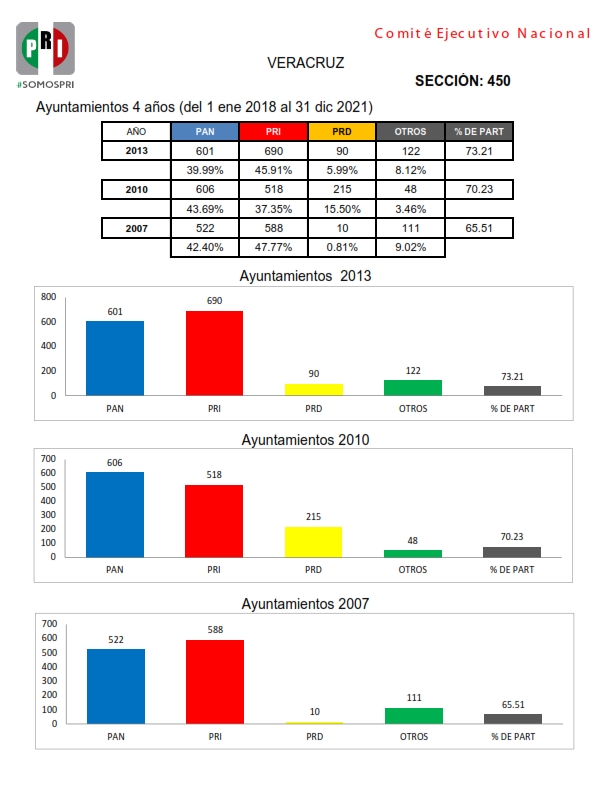 Comité Ejecutivo Nacional
PRI
#SOMOSPRI
VERACRUZ
SECCIÓN: 450
Ayuntamientos 4 años (del 1 ene 2018 al 31 dic 2021)
AÑO PAN PRI PRD OTROS % DE PART
2013 601 690 90 122 73.21
39.99% 45.91% 5.99% 8.12%
2010 606 518 215 48 70.23
43.69% 37.35% 15.50% 3.46%
2007 522 588 10 111 65.51
42.40% 47.77% 0.81% 9.02%
Ayuntamientos 2013
800
600
400
200
0
601 690 90 122 73.21
PAN PRI PRD OTROS % DE PART
Ayuntamientos 2010
700
600
500
400
300
200
100
0
606 518 215 48 70.23
PAN PRI PRD OTROS % DE PART
Ayuntamientos 2007
700
600
500
400
300
200
100
0
522 588 10 111 65.51
PAN PRI PRD OTROS % DE PART